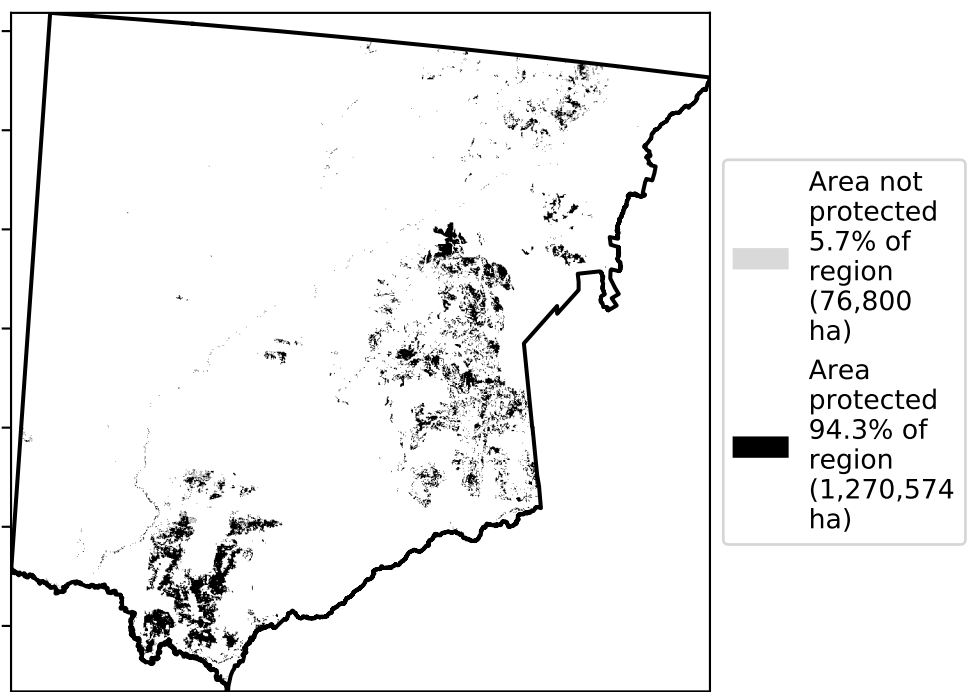 Area not
protected
5.7% of
region
(76,800
ha)
Area
protected
94.3% of
region
(1,270,574
ha)